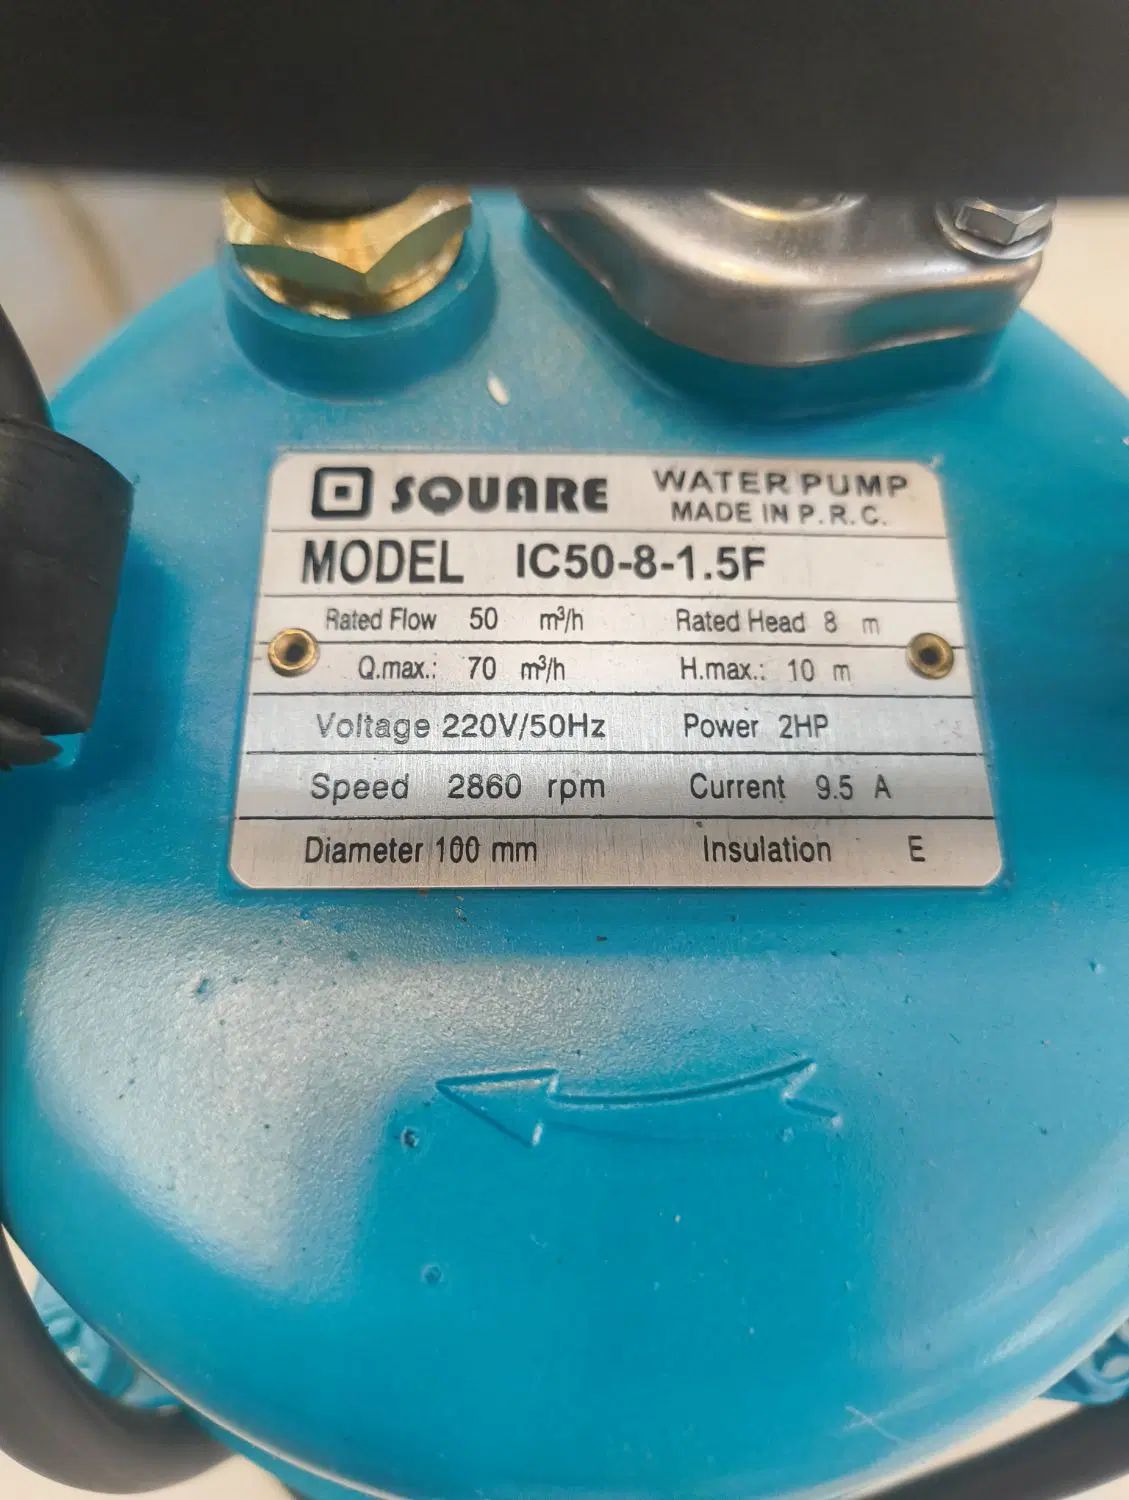 SQUARE WATER PUMP
MADE IN P.R.C.
MODEL IC50-8-1.5F
Rated Flow 50 m³/h Rated Head 8 m
Q.max.: 70 m³/h H.max.: 10 m
Voltage 220V/50Hz Power 2HP
Speed 2860 rpm Current 9.5 A
Diameter 100 mm Insulation E